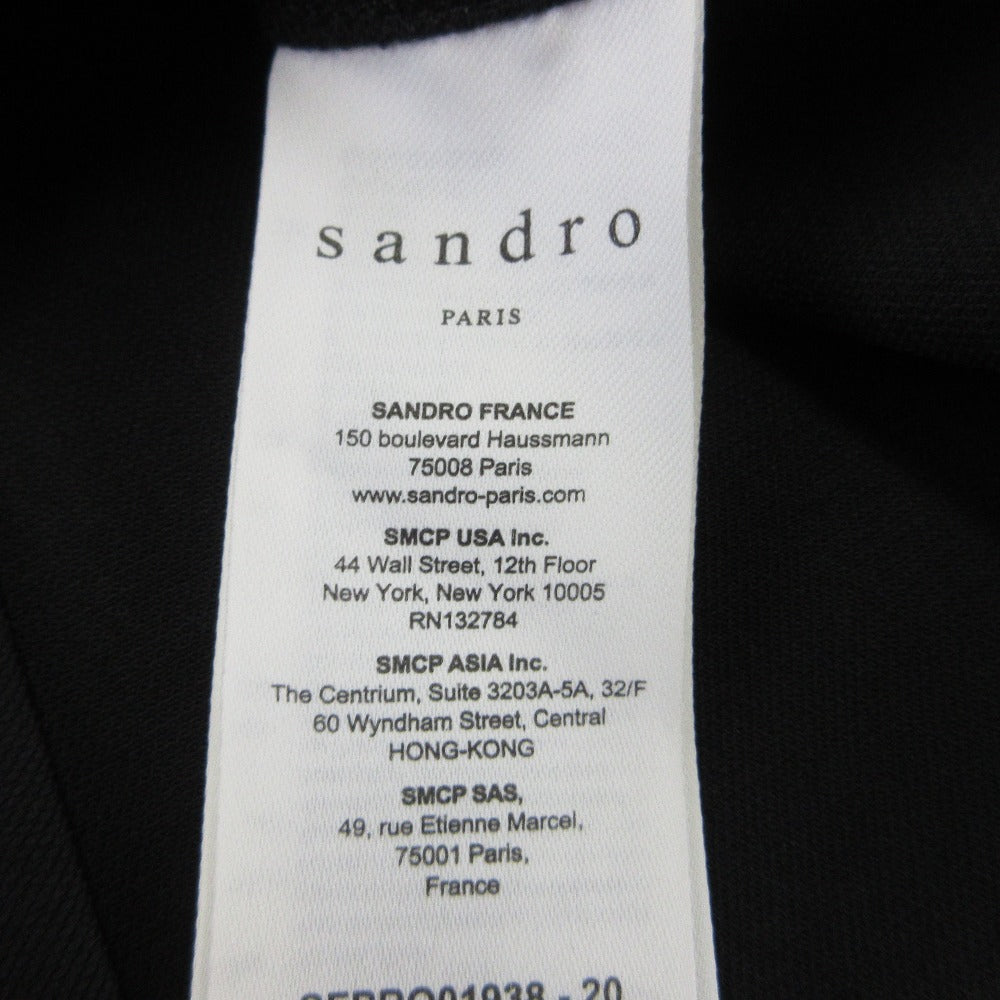 sandro
PARIS
SANDRO FRANCE
150 boulevard Haussmann
75008 Paris
www.sandro-paris.com
SMCP USA Inc.
44 Wall Street, 12th Floor
New York, New York 10005
RN132784
SMCP ASIA Inc.
The Centrium, Suite 3203A-5A, 32/F
60 Wyndham Street, Central
HONG-KONG
SMCP SAS,
49, rue Etienne Marcel,
75001 Paris,
France
- 20